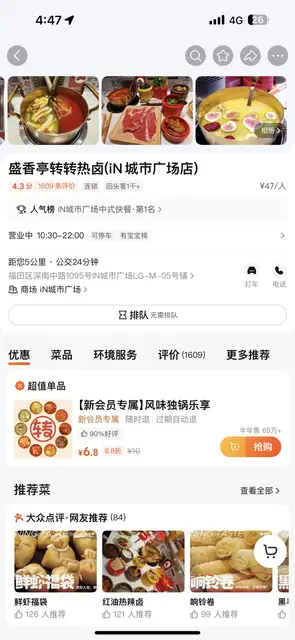 4:47
4G 26
相册
盛香亭转转热卤(iN城市广场店)
4.3分 1609条评价 连锁 回头客1千+ ¥47/人
人气榜 iN城市广场中式快餐·第1名
营业中 10:30-22:00 可停车 有宝宝椅
距您5公里·公交24分钟
福田区深南中路1095号iN城市广场LG-M-05号铺
商场 iN城市广场
打车 电话
排队 无需排队
优惠 菜品 环境服务 评价(1609) 更多推荐
超值单品
【新会员专属】风味独锅乐享
新会员专享 随时退 过期自动退
90%好评
半年售 69万+
¥6.8 6.8折 ¥10
抢购
转
推荐菜 查看全部
大众点评·网友推荐 (84)
鲜虾福袋
响铃卷
鲜虾福袋 红油热辣卤 响铃卷
126 人推荐 121 人推荐 99 人推荐